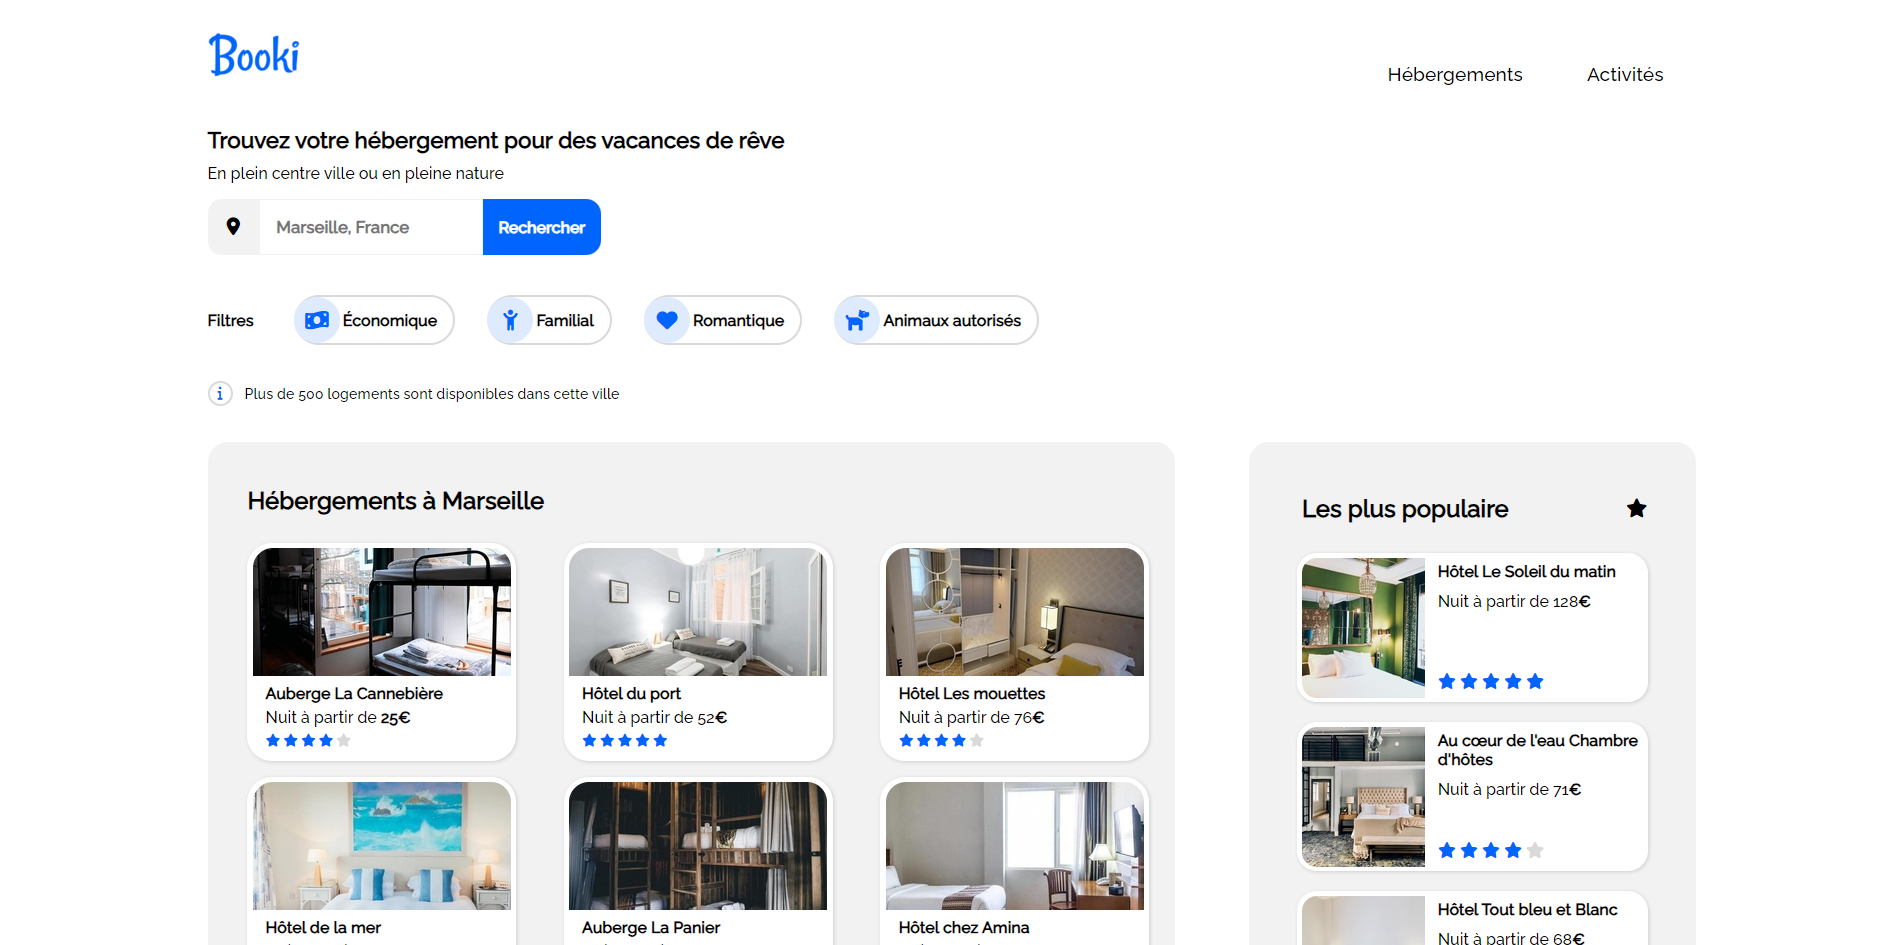 Booki
Hébergements
Activités
Trouvez votre hébergement pour des vacances de rêve
En plein centre ville ou en pleine nature
Marseille, France
Rechercher
Filtres
Économique
Familial
Romantique
Animaux autorisés
Plus de 500 logements sont disponibles dans cette ville
Hébergements à Marseille
Auberge La Cannebière
Nuit à partir de 25€
Hôtel du port
Nuit à partir de 52€
Hôtel Les mouettes
Nuit à partir de 76€
Hôtel de la mer
Auberge La Panier
Hôtel chez Amina
Les plus populaire
Hôtel Le Soleil du matin
Nuit à partir de 128€
Au cœur de l'eau Chambre
d'hôtes
Nuit à partir de 71€
Hôtel Tout bleu et Blanc
Nuit à partir de 68€